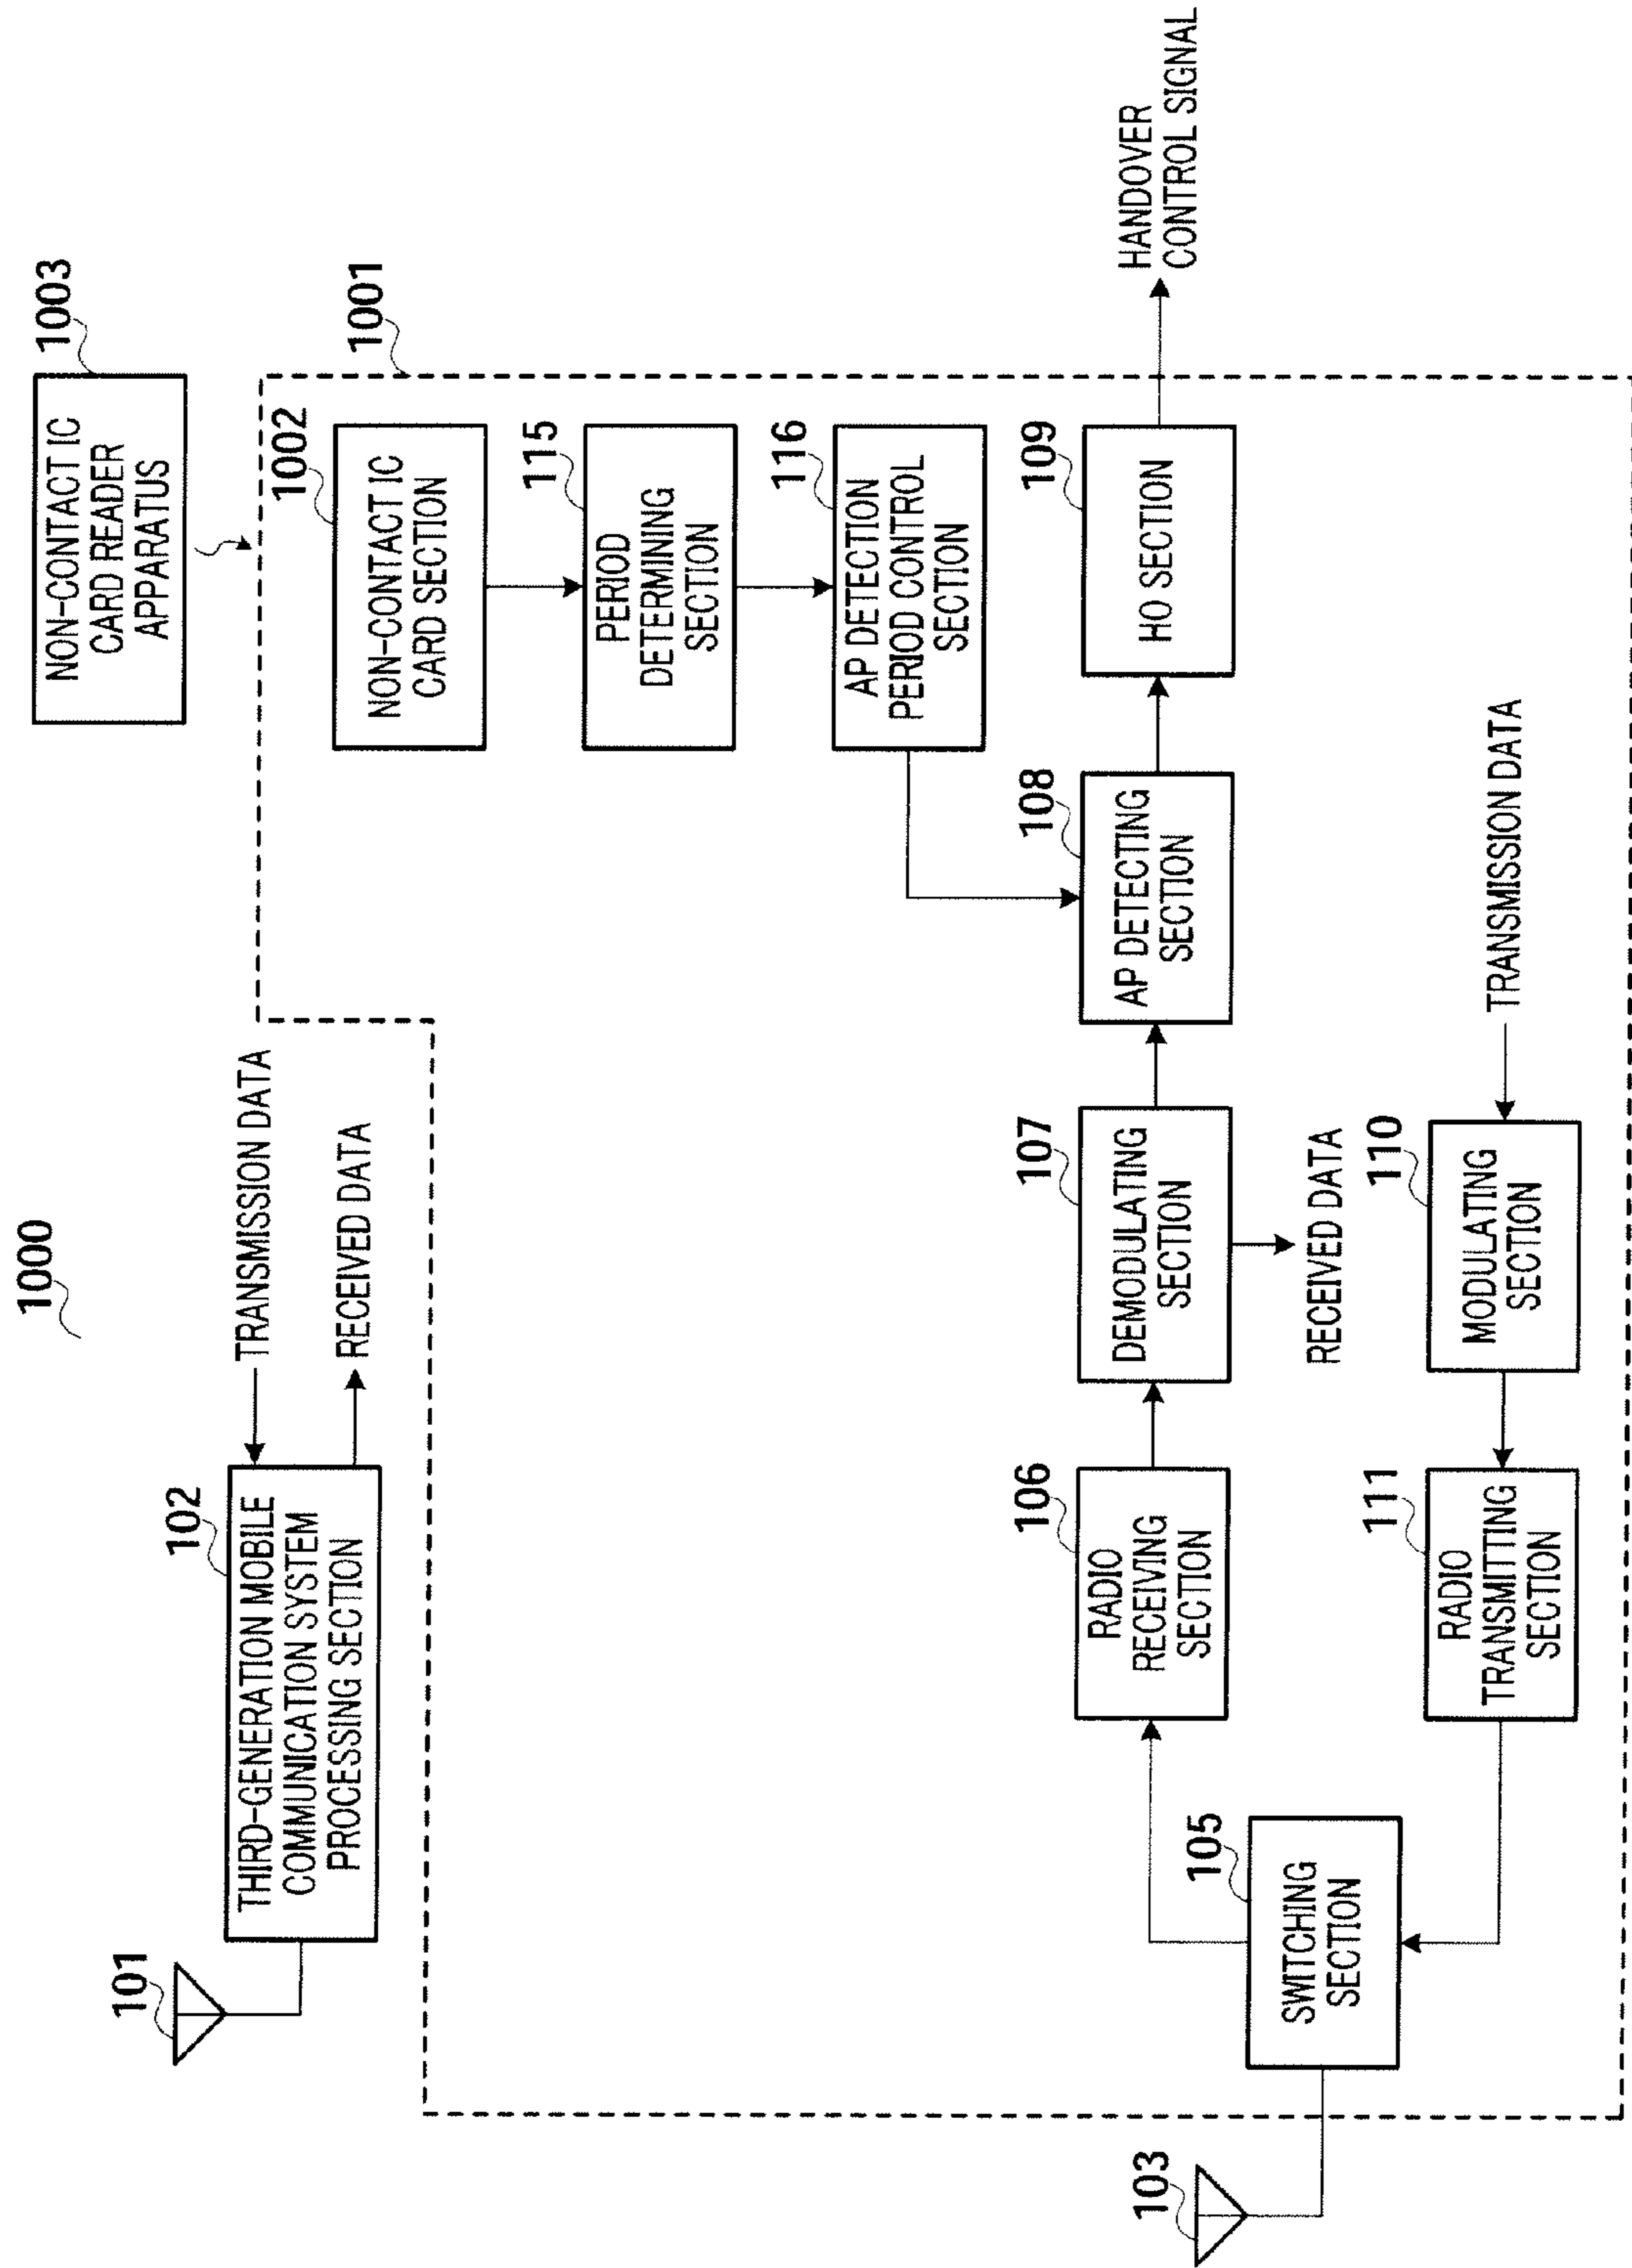 1000
101
102
THIRD-GENERATION MOBILE
COMMUNICATION SYSTEM
PROCESSING SECTION
TRANSMISSION DATA
RECEIVED DATA
1003
NON-CONTACT IC
CARD READER
APPARATUS
1001
1002
NON-CONTACT IC
CARD SECTION
115
PERIOD
DETERMINING
SECTION
116
AP DETECTION
PERIOD CONTROL
SECTION
103
105
SWITCHING
SECTION
106
RADIO
RECEIVING
SECTION
107
DEMODULATING
SECTION
RECEIVED DATA
108
AP DETECTING
SECTION
109
HO SECTION
HANDOVER
CONTROL SIGNAL
111
RADIO
TRANSMITTING
SECTION
110
MODULATING
SECTION
TRANSMISSION DATA